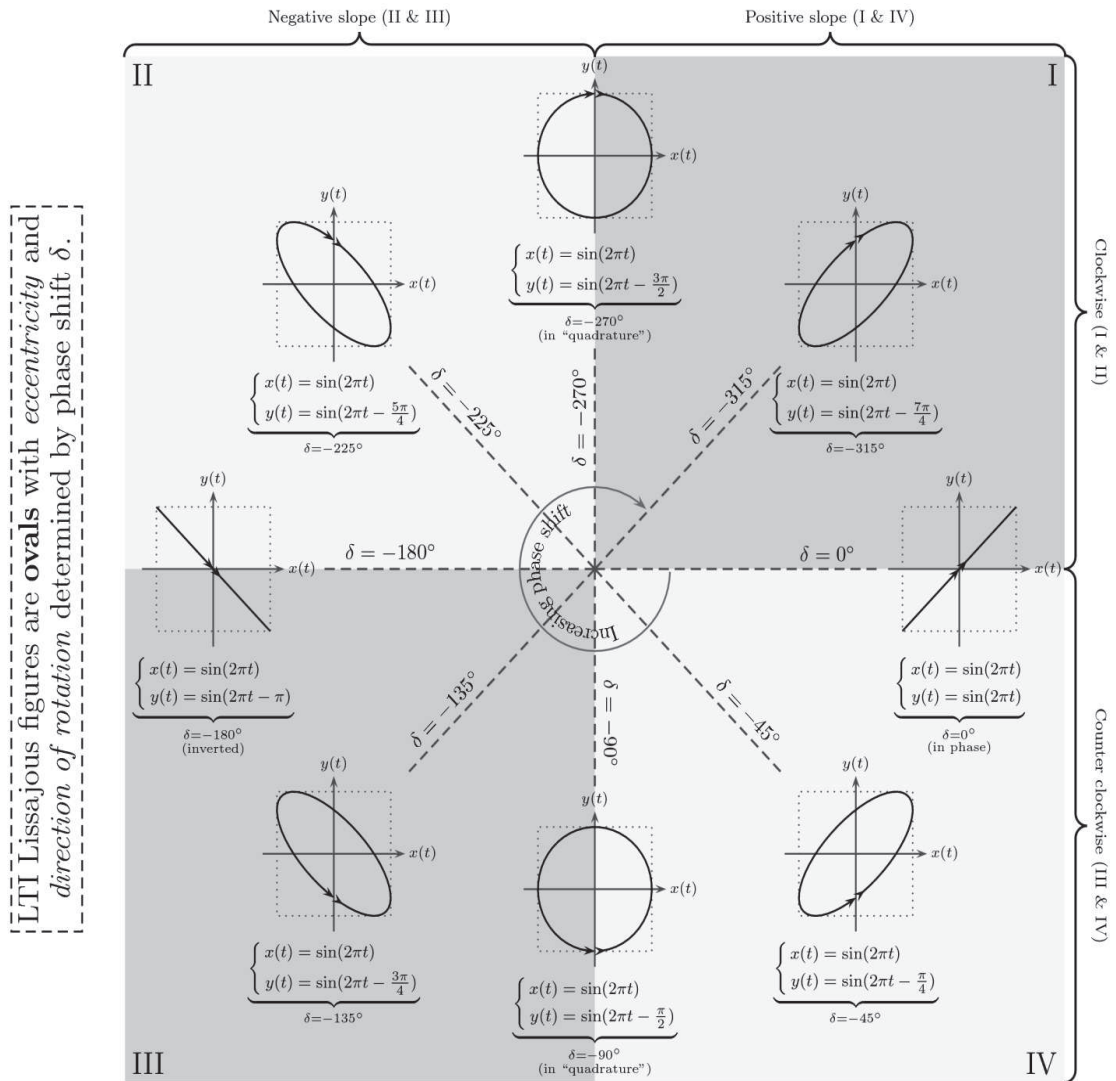 Negative slope (II & III)
Positive slope (I & IV)
II
I
y(t)
x(t)
{ x(t) = sin(2πt)
y(t) = sin(2πt − 3π/2)
δ=−270°
(in “quadrature”)
y(t)
x(t)
{ x(t) = sin(2πt)
y(t) = sin(2πt − 5π/4)
δ=−225°
y(t)
x(t)
{ x(t) = sin(2πt)
y(t) = sin(2πt − 7π/4)
δ=−315°
δ = −225°
δ = −270°
δ = −315°
Clockwise (I & II)
LTI Lissajous figures are ovals with eccentricity and
direction of rotation determined by phase shift δ.
y(t)
x(t)
{ x(t) = sin(2πt)
y(t) = sin(2πt − π)
δ=−180°
(inverted)
δ = −180°
Increasing phase shift
δ = 0°
y(t)
x(t)
{ x(t) = sin(2πt)
y(t) = sin(2πt)
δ=0°
(in phase)
δ = −135°
δ = −90°
δ = −45°
Counter clockwise (III & IV)
y(t)
x(t)
{ x(t) = sin(2πt)
y(t) = sin(2πt − 3π/4)
δ=−135°
y(t)
x(t)
{ x(t) = sin(2πt)
y(t) = sin(2πt − π/2)
δ=−90°
(in “quadrature”)
y(t)
x(t)
{ x(t) = sin(2πt)
y(t) = sin(2πt − π/4)
δ=−45°
III
IV